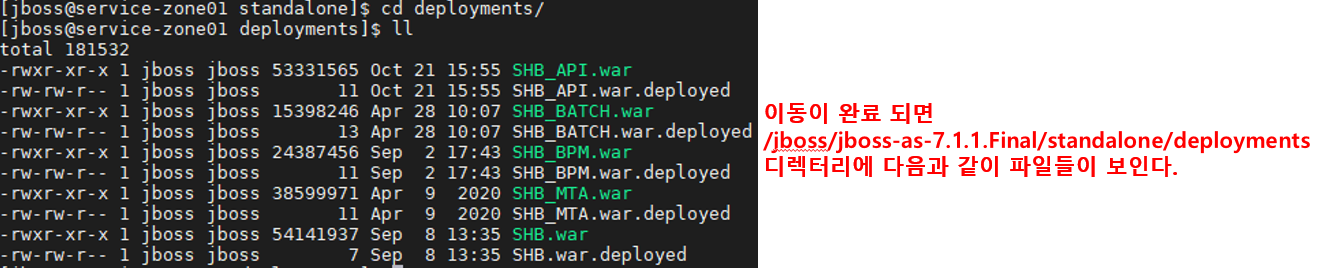 [jboss@service-zone01 standalone]$ cd deployments/
[jboss@service-zone01 deployments]$ ll
total 181532
-rwxr-xr-x 1 jboss jboss 53331565 Oct 21 15:55 SHB_API.war
-rw-rw-r-- 1 jboss jboss 11 Oct 21 15:55 SHB_API.war.deployed
-rwxr-xr-x 1 jboss jboss 15398246 Apr 28 10:07 SHB_BATCH.war
-rw-rw-r-- 1 jboss jboss 13 Apr 28 10:07 SHB_BATCH.war.deployed
-rwxr-xr-x 1 jboss jboss 24387456 Sep 2 17:43 SHB_BPM.war
-rw-rw-r-- 1 jboss jboss 11 Sep 2 17:43 SHB_BPM.war.deployed
-rwxr-xr-x 1 jboss jboss 38599971 Apr 9 2020 SHB_MTA.war
-rw-rw-r-- 1 jboss jboss 11 Apr 9 2020 SHB_MTA.war.deployed
-rwxr-xr-x 1 jboss jboss 54141937 Sep 8 13:35 SHB.war
-rw-rw-r-- 1 jboss jboss 7 Sep 8 13:35 SHB.war.deployed
이동이 완료 되면
/jboss/jboss-as-7.1.1.Final/standalone/deployments
디렉터리에 다음과 같이 파일들이 보인다.